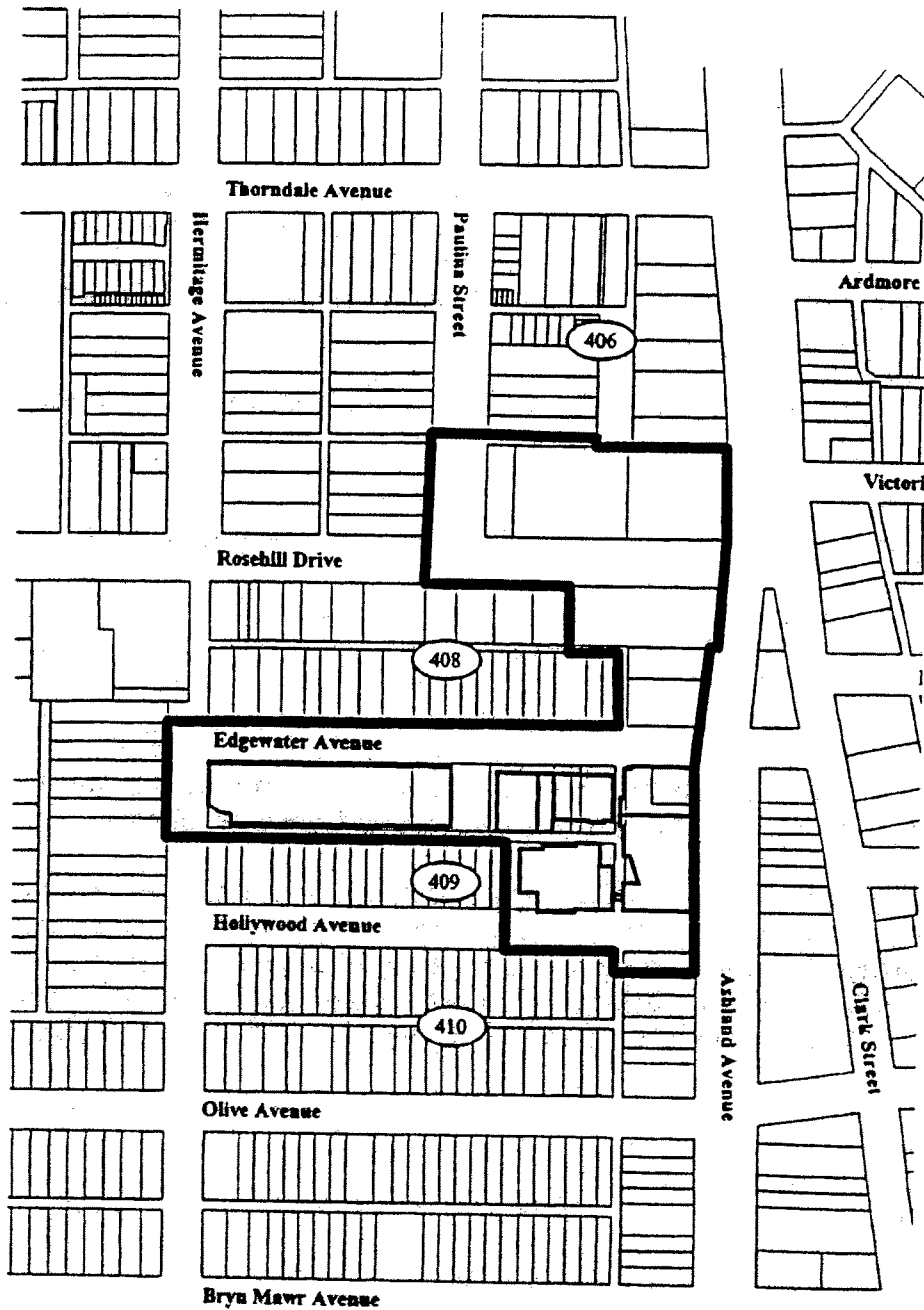 Thorndale Avenue
Hermitage Avenue
Paulina Street
Ardmore
406
Victori
Rosehill Drive
408
Edgewater Avenue
409
Hollywood Avenue
Ashland Avenue
Clark Street
410
Olive Avenue
Bryn Mawr Avenue